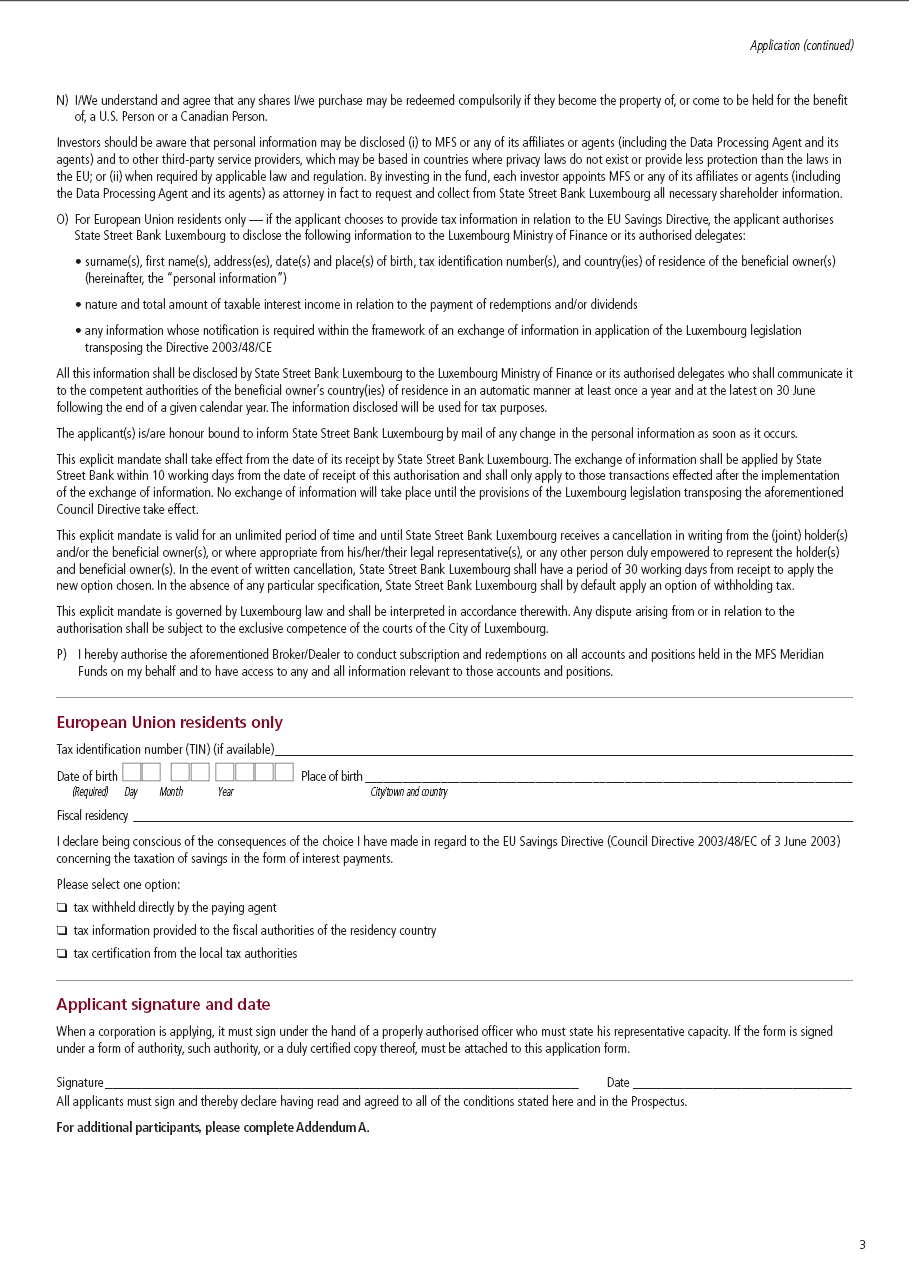 Application (continued)
N) I/We understand and agree that any shares I/we purchase may be redeemed compulsorily if they become the property of, or come to be held for the benefit
of, a U.S. Person or a Canadian Person.
Investors should be aware that personal information may be disclosed (i) to MFS or any of its affiliates or agents (including the Data Processing Agent and its
agents) and to other third-party service providers, which may be based in countries where privacy laws do not exist or provide less protection than the laws in
the EU; or (ii) when required by applicable law and regulation. By investing in the fund, each investor appoints MFS or any of its affiliates or agents (including
the Data Processing Agent and its agents) as attorney in fact to request and collect from State Street Bank Luxembourg all necessary shareholder information.
O) For European Union residents only — if the applicant chooses to provide tax information in relation to the EU Savings Directive, the applicant authorises
State Street Bank Luxembourg to disclose the following information to the Luxembourg Ministry of Finance or its authorised delegates:
• surname(s), first name(s), address(es), date(s) and place(s) of birth, tax identification number(s), and country(ies) of residence of the beneficial owner(s)
(hereinafter, the “personal information”)
• nature and total amount of taxable interest income in relation to the payment of redemptions and/or dividends
• any information whose notification is required within the framework of an exchange of information in application of the Luxembourg legislation
transposing the Directive 2003/48/CE
All this information shall be disclosed by State Street Bank Luxembourg to the Luxembourg Ministry of Finance or its authorised delegates who shall communicate it
to the competent authorities of the beneficial owner’s country(ies) of residence in an automatic manner at least once a year and at the latest on 30 June
following the end of a given calendar year. The information disclosed will be used for tax purposes.
The applicant(s) is/are honour bound to inform State Street Bank Luxembourg by mail of any change in the personal information as soon as it occurs.
This explicit mandate shall take effect from the date of its receipt by State Street Bank Luxembourg. The exchange of information shall be applied by State
Street Bank within 10 working days from the date of receipt of this authorisation and shall only apply to those transactions effected after the implementation
of the exchange of information. No exchange of information will take place until the provisions of the Luxembourg legislation transposing the aforementioned
Council Directive take effect.
This explicit mandate is valid for an unlimited period of time and until State Street Bank Luxembourg receives a cancellation in writing from the (joint) holder(s)
and/or the beneficial owner(s), or where appropriate from his/her/their legal representative(s), or any other person duly empowered to represent the holder(s)
and beneficial owner(s). In the event of written cancellation, State Street Bank Luxembourg shall have a period of 30 working days from receipt to apply the
new option chosen. In the absence of any particular specification, State Street Bank Luxembourg shall by default apply an option of withholding tax.
This explicit mandate is governed by Luxembourg law and shall be interpreted in accordance therewith. Any dispute arising from or in relation to the
authorisation shall be subject to the exclusive competence of the courts of the City of Luxembourg.
P) I hereby authorise the aforementioned Broker/Dealer to conduct subscription and redemptions on all accounts and positions held in the MFS Meridian
Funds on my behalf and to have access to any and all information relevant to those accounts and positions.
European Union residents only
Tax identification number (TIN) (if available)
Date of birth Place of birth
(Required) Day Month Year City/town and country
Fiscal residency
I declare being conscious of the consequences of the choice I have made in regard to the EU Savings Directive (Council Directive 2003/48/EC of 3 June 2003)
concerning the taxation of savings in the form of interest payments.
Please select one option:
❏ tax withheld directly by the paying agent
❏ tax information provided to the fiscal authorities of the residency country
❏ tax certification from the local tax authorities
Applicant signature and date
When a corporation is applying, it must sign under the hand of a properly authorised officer who must state his representative capacity. If the form is signed
under a form of authority, such authority, or a duly certified copy thereof, must be attached to this application form.
Signature Date
All applicants must sign and thereby declare having read and agreed to all of the conditions stated here and in the Prospectus.
For additional participants, please complete Addendum A.
3